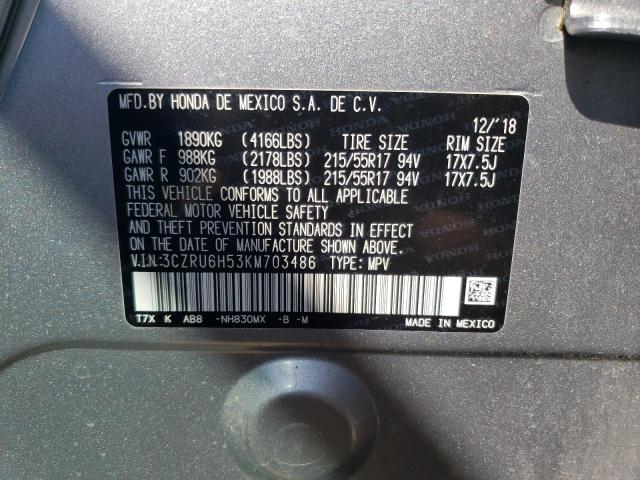 MFD.BY HONDA DE MEXICO S.A. DE C.V.
12/'18
GVWR 1890KG (4166LBS) TIRE SIZE RIM SIZE
GAWR F 988KG (2178LBS) 215/55R17 94V 17X7.5J
GAWR R 902KG (1988LBS) 215/55R17 94V 17X7.5J
THIS VEHICLE CONFORMS TO ALL APPLICABLE
FEDERAL MOTOR VEHICLE SAFETY
AND THEFT PREVENTION STANDARDS IN EFFECT
ON THE DATE OF MANUFACTURE SHOWN ABOVE.
V.I.N:3CZRU6H53KM703486 TYPE: MPV
T7X K AB8 -NH830MX -B -M MADE IN MEXICO